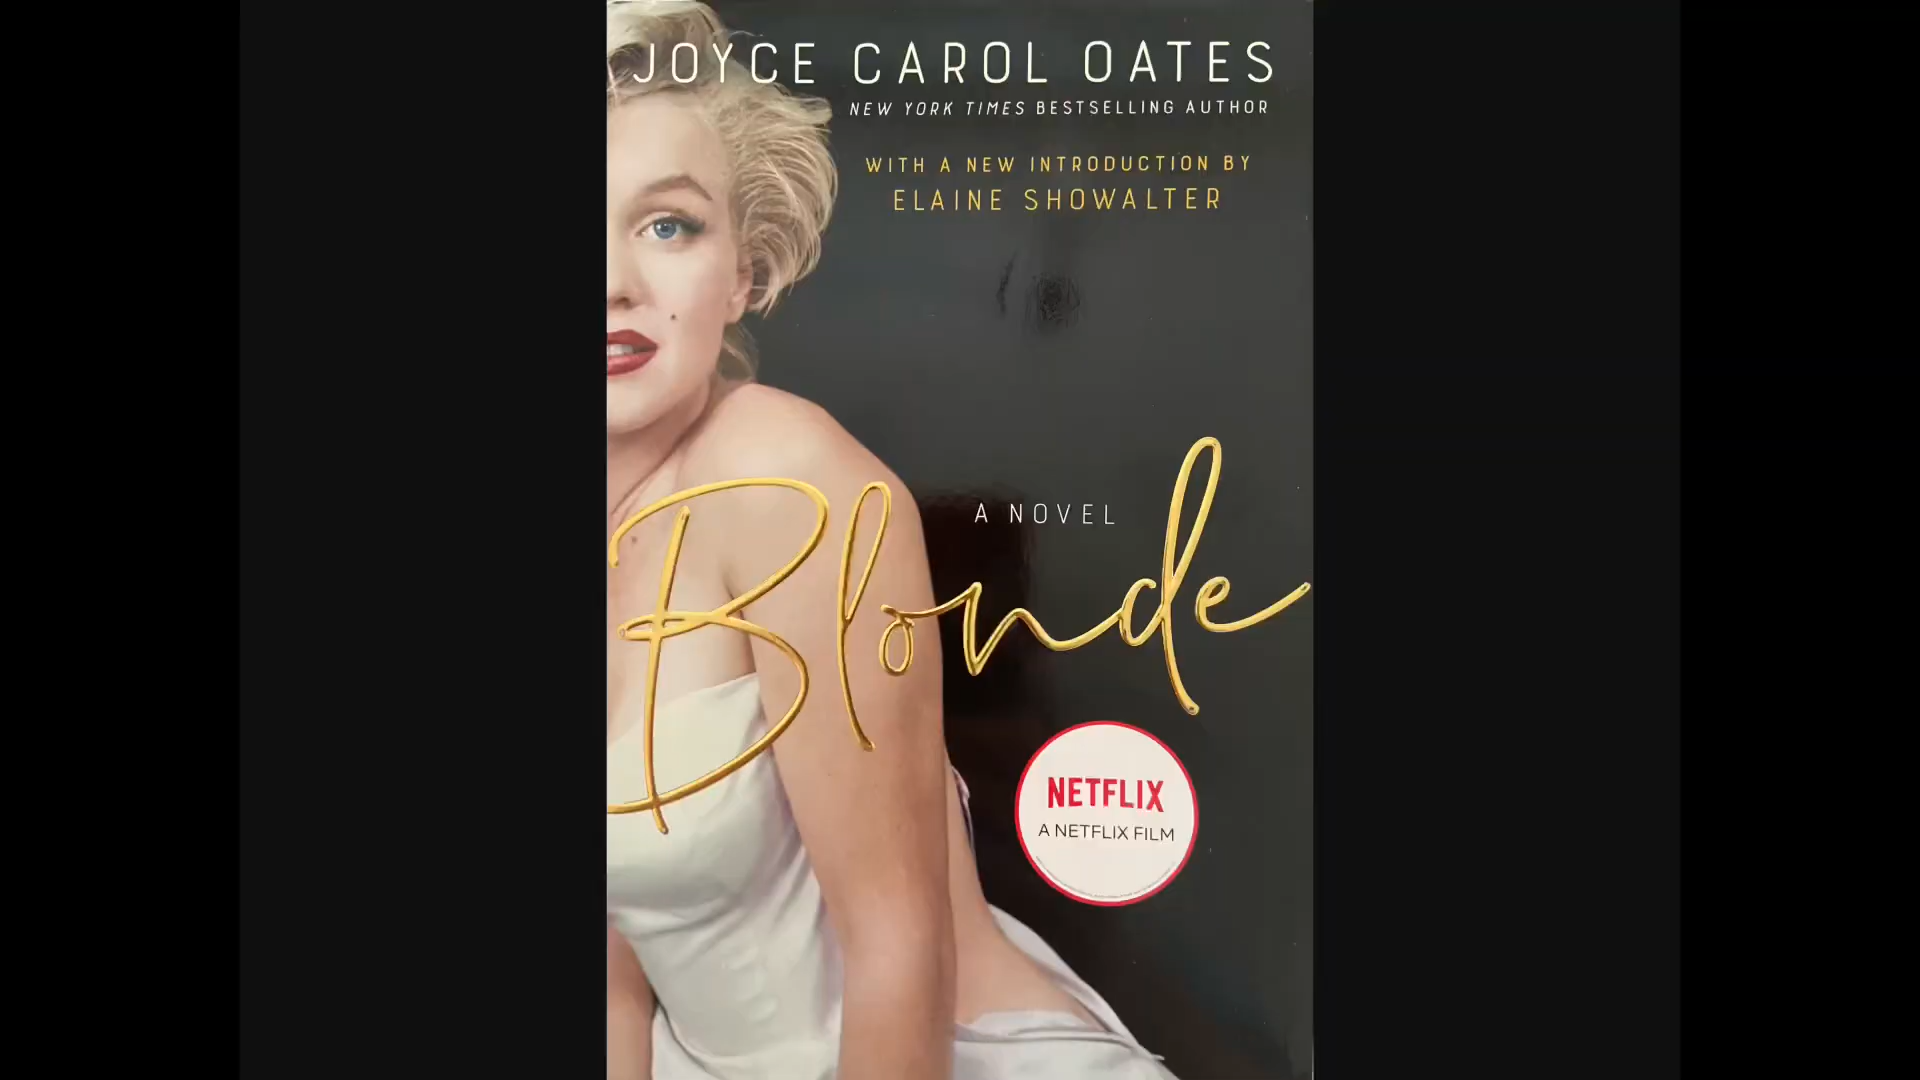 JOYCE CAROL OATES
NEW YORK TIMES BESTSELLING AUTHOR
WITH A NEW INTRODUCTION BY
ELAINE SHOWALTER
A NOVEL
Blonde
NETFLIX
A NETFLIX FILM